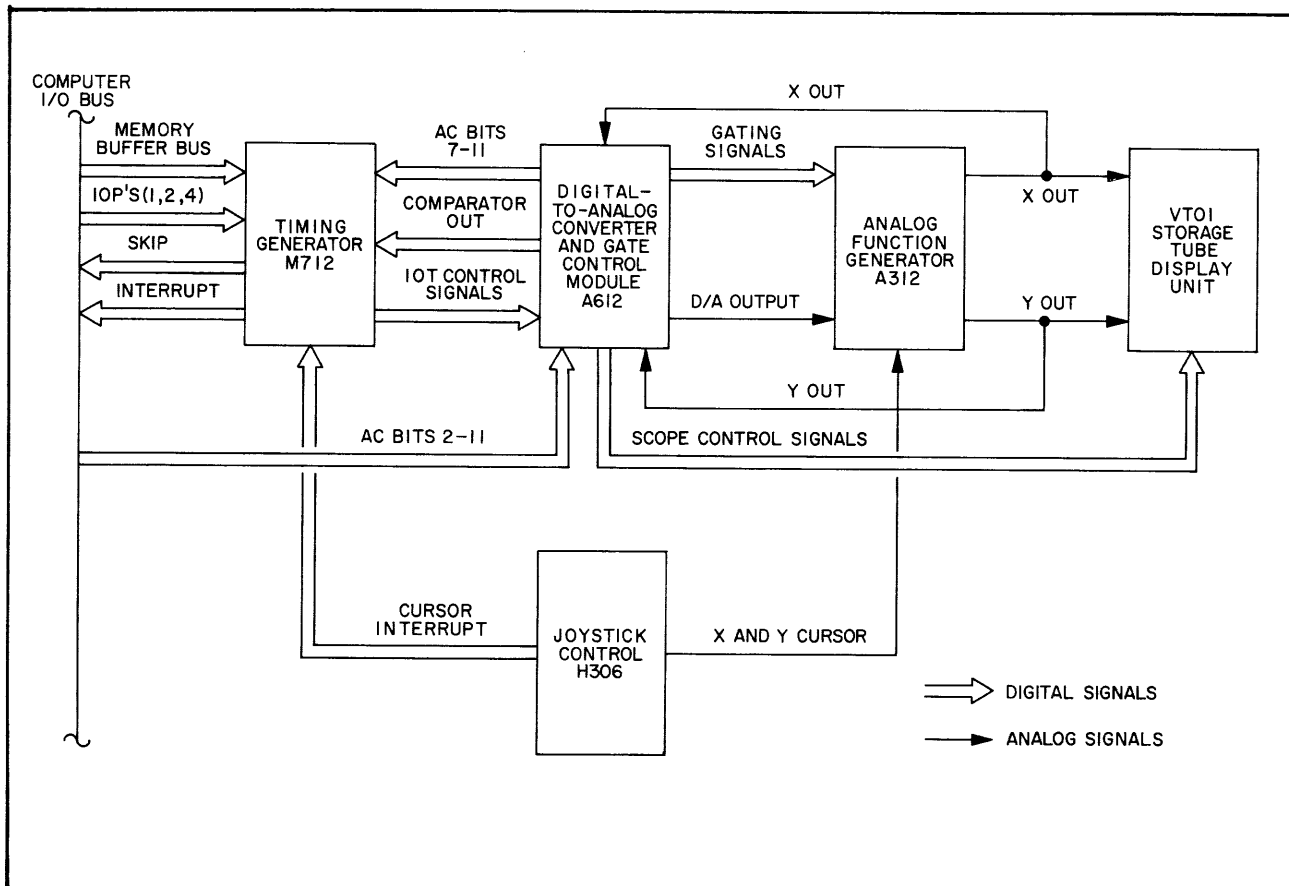 COMPUTER
I/O BUS
MEMORY
BUFFER BUS
IOP'S (1,2,4)
SKIP
INTERRUPT
TIMING
GENERATOR
M712
AC BITS
7-11
COMPARATOR
OUT
IOT CONTROL
SIGNALS
DIGITAL-
TO-ANALOG
CONVERTER
AND GATE
CONTROL
MODULE
A612
X OUT
GATING
SIGNALS
D/A OUTPUT
Y OUT
ANALOG
FUNCTION
GENERATOR
A312
X OUT
Y OUT
VT01
STORAGE
TUBE
DISPLAY
UNIT
AC BITS 2-11
SCOPE CONTROL SIGNALS
CURSOR
INTERRUPT
JOYSTICK
CONTROL
H306
X AND Y CURSOR
DIGITAL SIGNALS
ANALOG SIGNALS